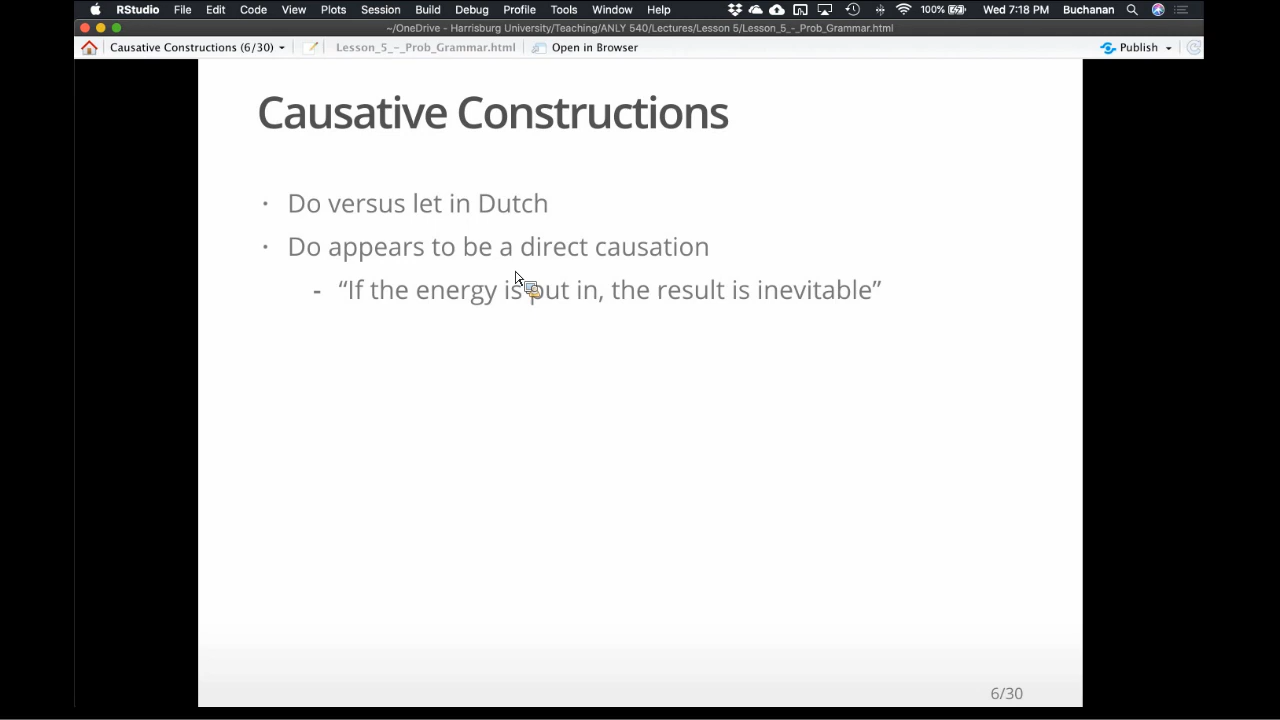 RStudio File Edit Code View Plots Session Build Debug Profile Tools Window Help 100% Wed 7:18 PM Buchanan
~/OneDrive - Harrisburg University/Teaching/ANLY 540/Lectures/Lesson 5/Lesson_5_-_Prob_Grammar.html
Causative Constructions (6/30) Lesson_5_-_Prob_Grammar.html Open in Browser Publish
Causative Constructions
· Do versus let in Dutch
· Do appears to be a direct causation
- “If the energy is put in, the result is inevitable”
6/30